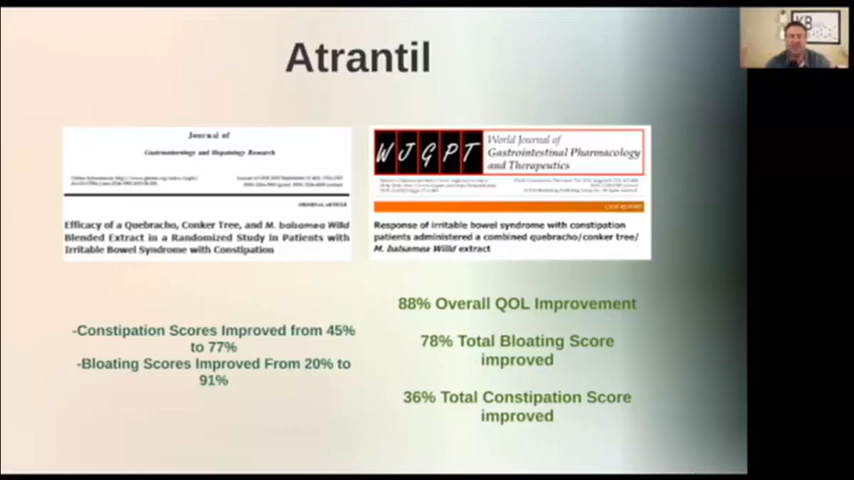 Atrantil
KB
Journal of
Gastroenterology and Hepatology Research
ORIGINAL ARTICLE
Efficacy of a Quebracho, Conker Tree, and M. balsamea Willd
Blended Extract in a Randomized Study in Patients with
Irritable Bowel Syndrome with Constipation
WJGPT
World Journal of
Gastrointestinal Pharmacology
and Therapeutics
CASE REPORT
Response of irritable bowel syndrome with constipation
patients administered a combined quebracho/conker tree/
M. balsamea Willd extract
-Constipation Scores Improved from 45%
to 77%
-Bloating Scores Improved From 20% to
91%
88% Overall QOL Improvement
78% Total Bloating Score
improved
36% Total Constipation Score
improved